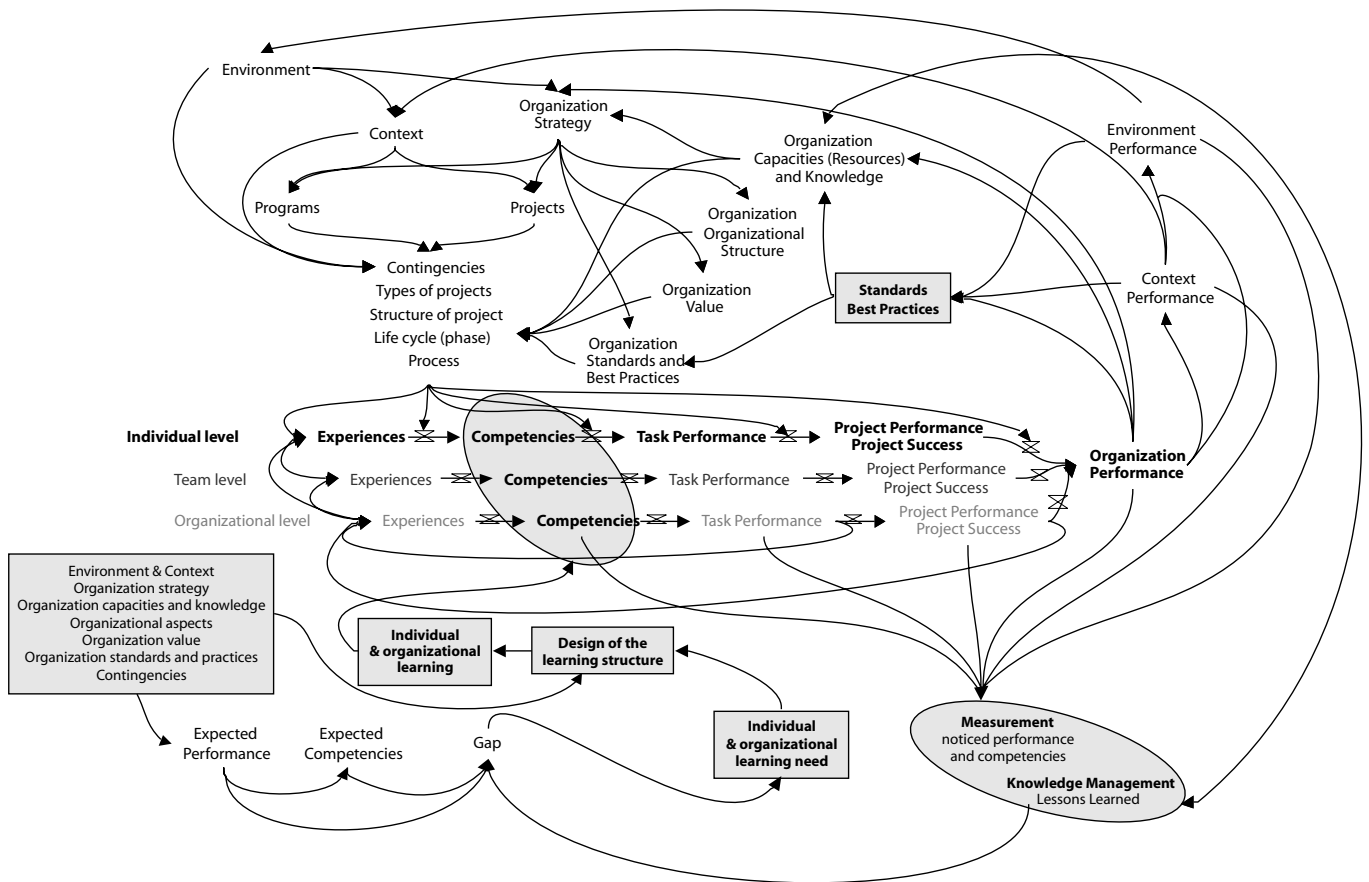 Environment
Organization
Strategy
Context
Organization
Capacities (Resources)
and Knowledge
Environment
Performance
Programs
Projects
Organization
Organizational
Structure
Contingencies
Types of projects
Structure of project
Life cycle (phase)
Process
Organization
Value
Standards
Best Practices
Context
Performance
Organization
Standards and
Best Practices
Individual level
Experiences
Competencies
Task Performance
Project Performance
Project Success
Organization
Performance
Team level
Experiences
Competencies
Task Performance
Project Performance
Project Success
Organizational level
Experiences
Competencies
Task Performance
Project Performance
Project Success
Environment & Context
Organization strategy
Organization capacities and knowledge
Organizational aspects
Organization value
Organization standards and practices
Contingencies
Individual
& organizational
learning
Design of the
learning structure
Expected
Performance
Expected
Competencies
Gap
Individual
& organizational
learning need
Measurement
noticed performance
and competencies
Knowledge Management
Lessons Learned